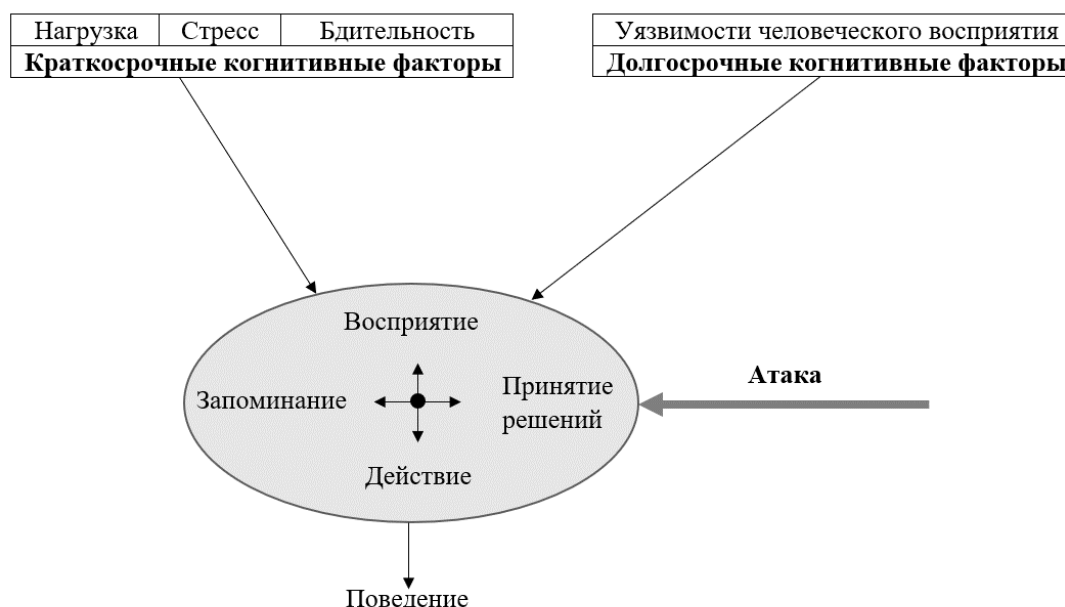 Нагрузка Стресс Бдительность
Краткосрочные когнитивные факторы
Уязвимости человеческого восприятия
Долгосрочные когнитивные факторы
Восприятие
Запоминание
Принятие
решений
Действие
Атака
Поведение